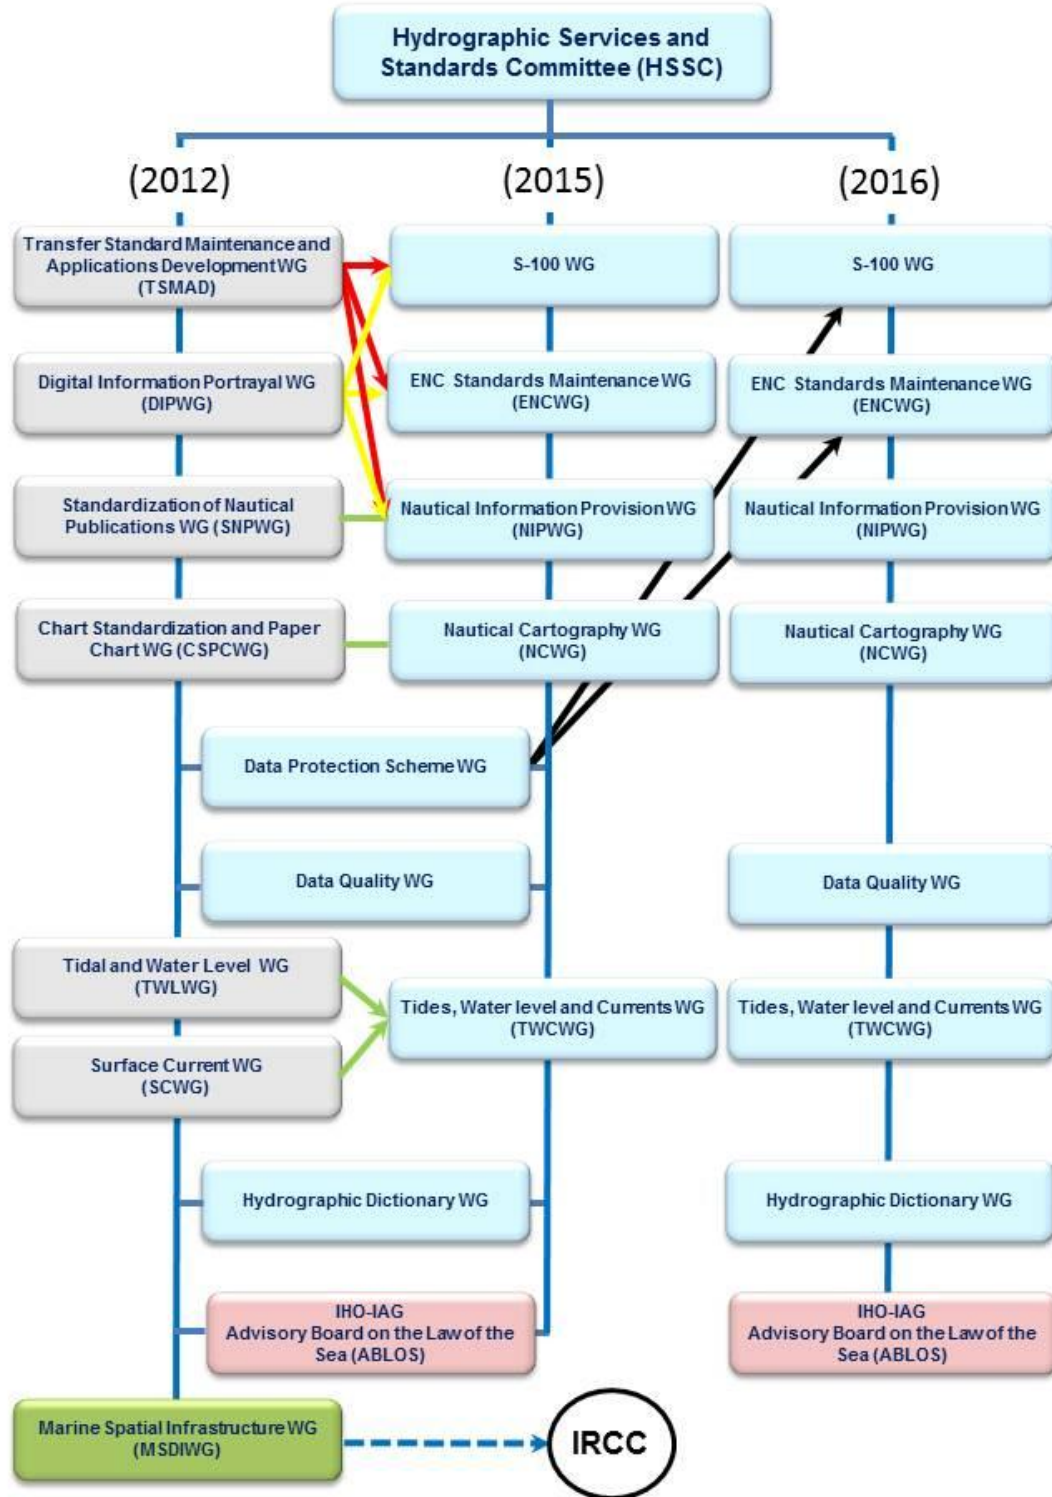 Hydrographic Services and
Standards Committee (HSSC)
(2012)
(2015)
(2016)
Transfer Standard Maintenance and
Applications Development WG
(TSMAD)
S-100 WG
S-100 WG
Digital Information Portrayal WG
(DIPWG)
ENC Standards Maintenance WG
(ENCWG)
ENC Standards Maintenance WG
(ENCWG)
Standardization of Nautical
Publications WG (SNPWG)
Nautical Information Provision WG
(NIPWG)
Nautical Information Provision WG
(NIPWG)
Chart Standardization and Paper
Chart WG (CSPCWG)
Nautical Cartography WG
(NCWG)
Nautical Cartography WG
(NCWG)
Data Protection Scheme WG
Data Quality WG
Data Quality WG
Tidal and Water Level WG
(TWLWG)
Tides, Water level and Currents WG
(TWCWG)
Tides, Water level and Currents WG
(TWCWG)
Surface Current WG
(SCWG)
Hydrographic Dictionary WG
Hydrographic Dictionary WG
IHO-IAG
Advisory Board on the Law of the
Sea (ABLOS)
IHO-IAG
Advisory Board on the Law of the
Sea (ABLOS)
Marine Spatial Infrastructure WG
(MSDIWG)
IRCC